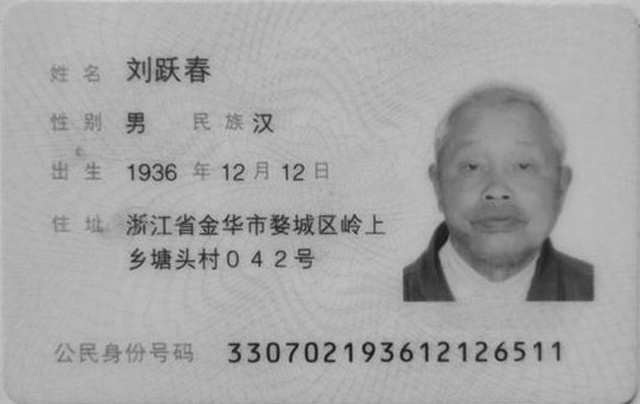 姓名 刘跃春
性别 男 民族 汉
出生 1936 年 12 月 12 日
住址 浙江省金华市婺城区岭上
乡塘头村042号
公民身份号码 330702193612126511